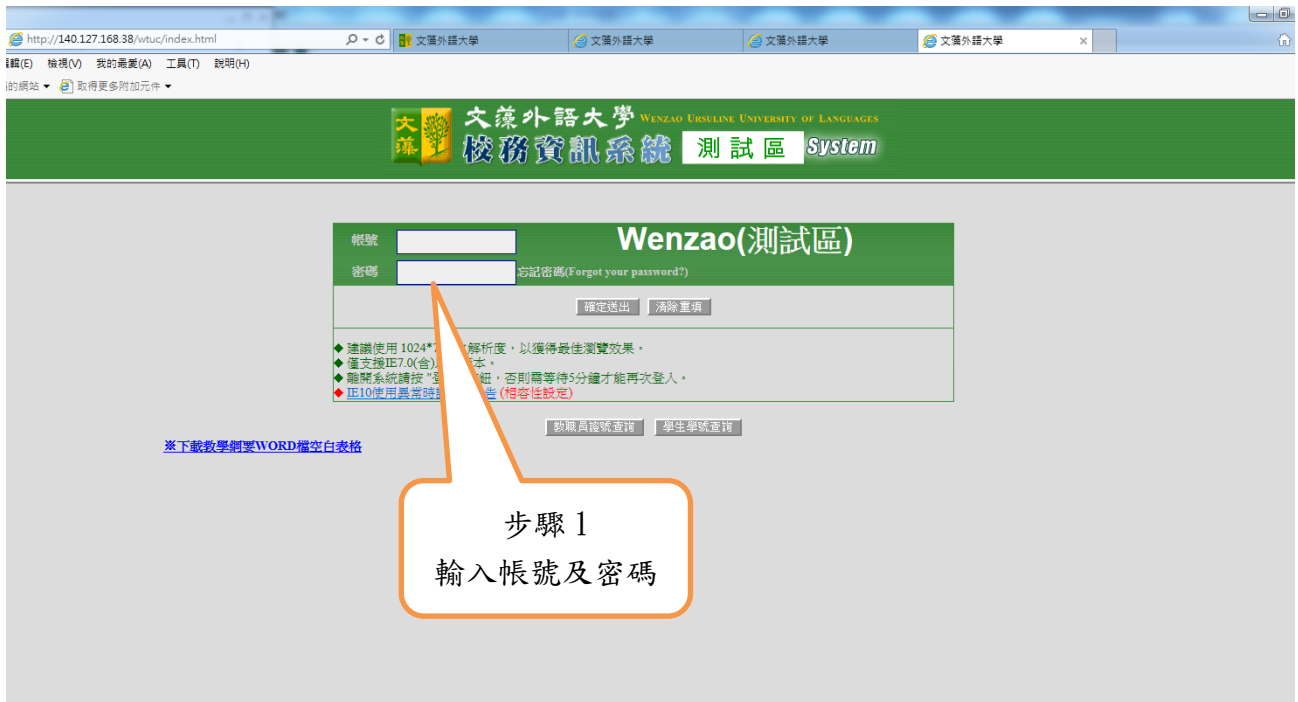 http://140.127.168.38/wtuc/index.html
文藻外語大學
文藻外語大學
文藻外語大學
文藻外語大學
輯(E) 檢視(V) 我的最愛(A) 工具(T) 說明(H)
的網站 取得更多附加元件
文藻
文藻外語大學 WENZAO URSULINE UNIVERSITY OF LANGUAGES
校務資訊系統 測試區 System
帳號
Wenzao(測試區)
密碼 忘記密碼(Forgot your password?)
確定送出 清除重填
◆ 建議使用 1024*7 解析度，以獲得最佳瀏覽效果。
◆ 僅支援IE7.0(含) 本。
◆ 離開系統請按 "登 鈕，否則需等待5分鐘才能再次登入。
◆ IE10使用異常時 告 (相容性設定)
教職員證號查詢 學生學號查詢
※下載教學綱要WORD檔空白表格
步驟 1
輸入帳號及密碼